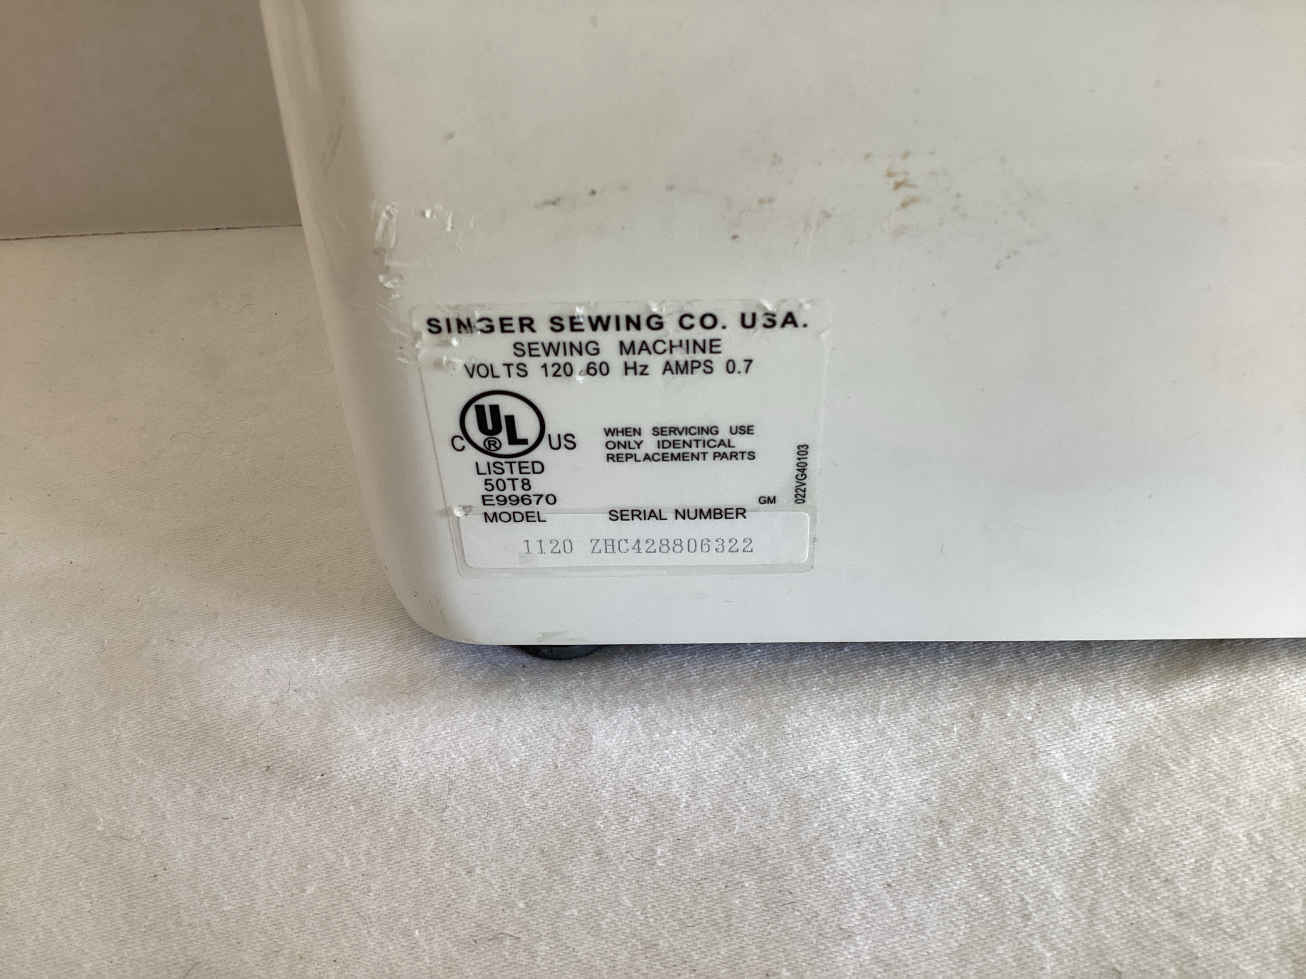 SINGER SEWING CO. USA.
SEWING MACHINE
VOLTS 120 60 Hz AMPS 0.7
C UL ® US
LISTED
50T8
E99670
WHEN SERVICING USE
ONLY IDENTICAL
REPLACEMENT PARTS
GM
022VG40103
MODEL SERIAL NUMBER
1120 ZHC428806322